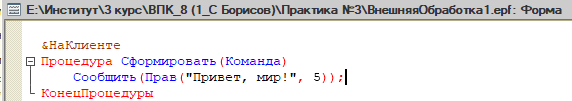 E:\Институт\3 курс\ВПК_8 (1_С Борисов)\Практика №3\ВнешняяОбработка1.epf: Форма
&НаКлиенте
Процедура Сформировать(Команда)
Сообщить(Прав("Привет, мир!", 5));
КонецПроцедуры